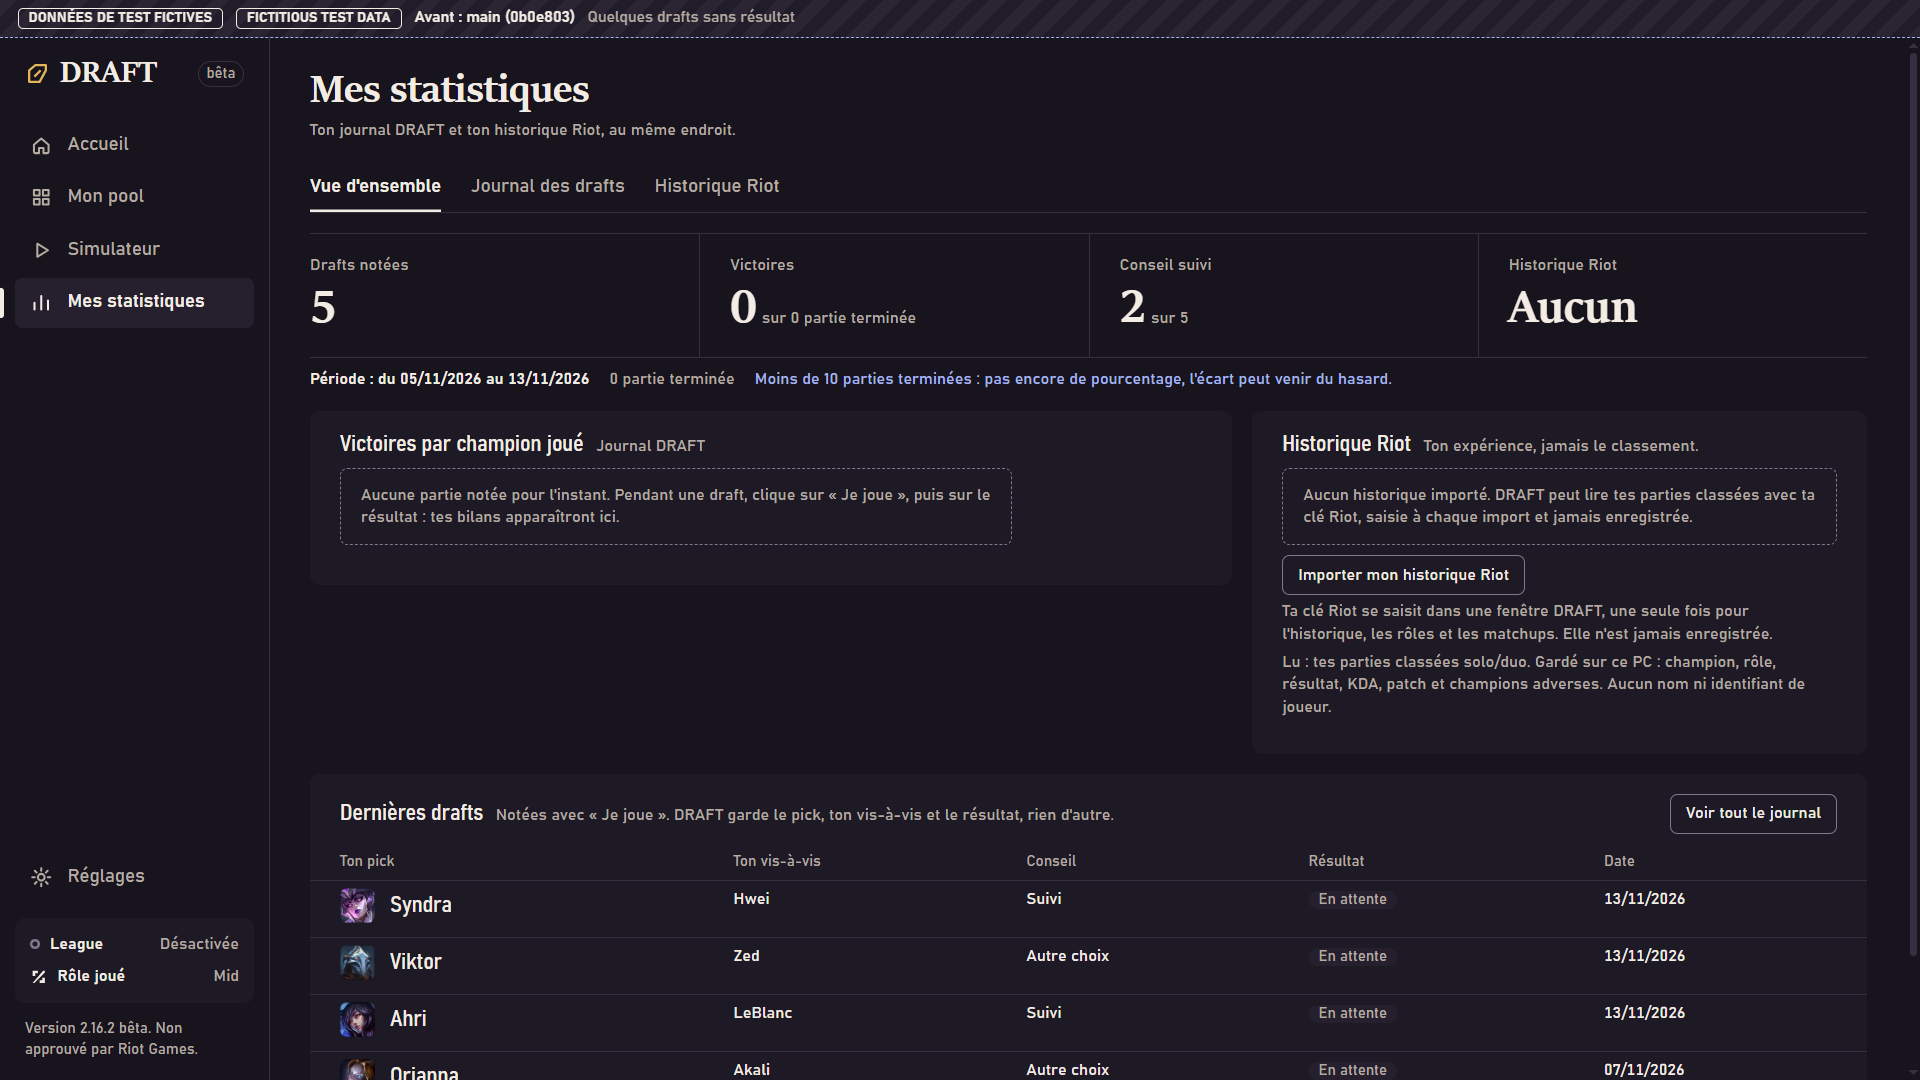 DONNÉES DE TEST FICTIVES FICTITIOUS TEST DATA Avant : main (0b0e803) Quelques drafts sans résultat
DRAFT bêta
Accueil
Mon pool
Simulateur
Mes statistiques
Réglages
League Désactivée
Rôle joué Mid
Version 2.16.2 bêta. Non
approuvé par Riot Games.
Mes statistiques
Ton journal DRAFT et ton historique Riot, au même endroit.
Vue d'ensemble Journal des drafts Historique Riot
Drafts notées
5
Victoires
0 sur 0 partie terminée
Conseil suivi
2 sur 5
Historique Riot
Aucun
Période : du 05/11/2026 au 13/11/2026 0 partie terminée Moins de 10 parties terminées : pas encore de pourcentage, l'écart peut venir du hasard.
Victoires par champion joué Journal DRAFT
Aucune partie notée pour l'instant. Pendant une draft, clique sur « Je joue », puis sur le
résultat : tes bilans apparaîtront ici.
Historique Riot Ton expérience, jamais le classement.
Aucun historique importé. DRAFT peut lire tes parties classées avec ta
clé Riot, saisie à chaque import et jamais enregistrée.
Importer mon historique Riot
Ta clé Riot se saisit dans une fenêtre DRAFT, une seule fois pour
l'historique, les rôles et les matchups. Elle n'est jamais enregistrée.
Lu : tes parties classées solo/duo. Gardé sur ce PC : champion, rôle,
résultat, KDA, patch et champions adverses. Aucun nom ni identifiant de
joueur.
Dernières drafts Notées avec « Je joue ». DRAFT garde le pick, ton vis-à-vis et le résultat, rien d'autre.
Voir tout le journal
Ton pick Ton vis-à-vis Conseil Résultat Date
Syndra Hwei Suivi En attente 13/11/2026
Viktor Zed Autre choix En attente 13/11/2026
Ahri LeBlanc Suivi En attente 13/11/2026
Orianna Akali Autre choix En attente 07/11/2026